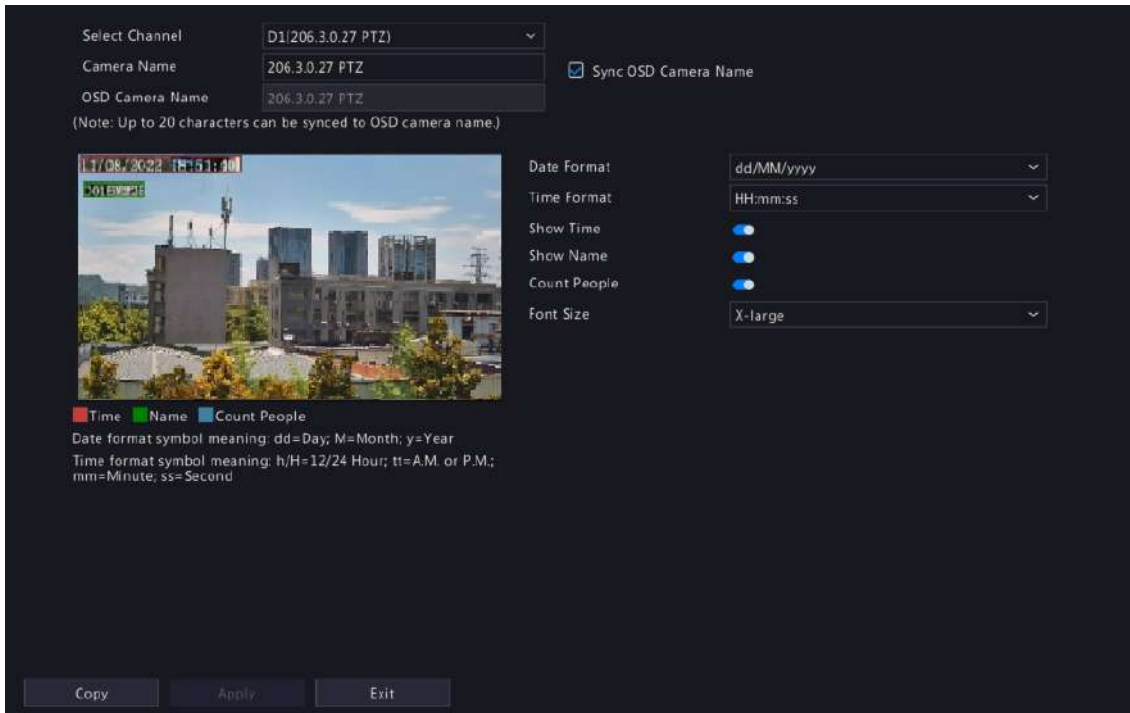 Select Channel
D1(206.3.0.27 PTZ)
Camera Name
206.3.0.27 PTZ
Sync OSD Camera Name
OSD Camera Name
206.3.0.27 PTZ
(Note: Up to 20 characters can be synced to OSD camera name.)
Date Format
dd/MM/yyyy
Time Format
HH:mm:ss
Show Time
Show Name
Count People
Font Size
X-large
Time
Name
Count People
Date format symbol meaning: dd=Day; M=Month; y=Year
Time format symbol meaning: h/H=12/24 Hour; tt=A.M. or P.M.;
mm=Minute; ss=Second
Copy
Apply
Exit